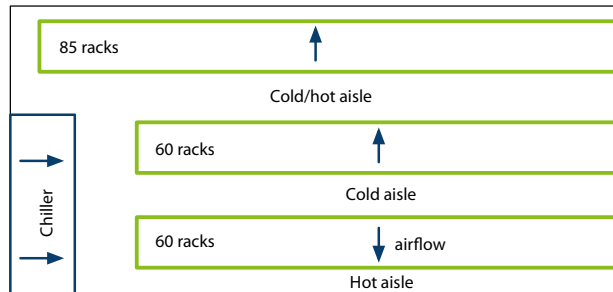 85 racks
Cold/hot aisle
60 racks
Cold aisle
Chiller
60 racks
airflow
Hot aisle